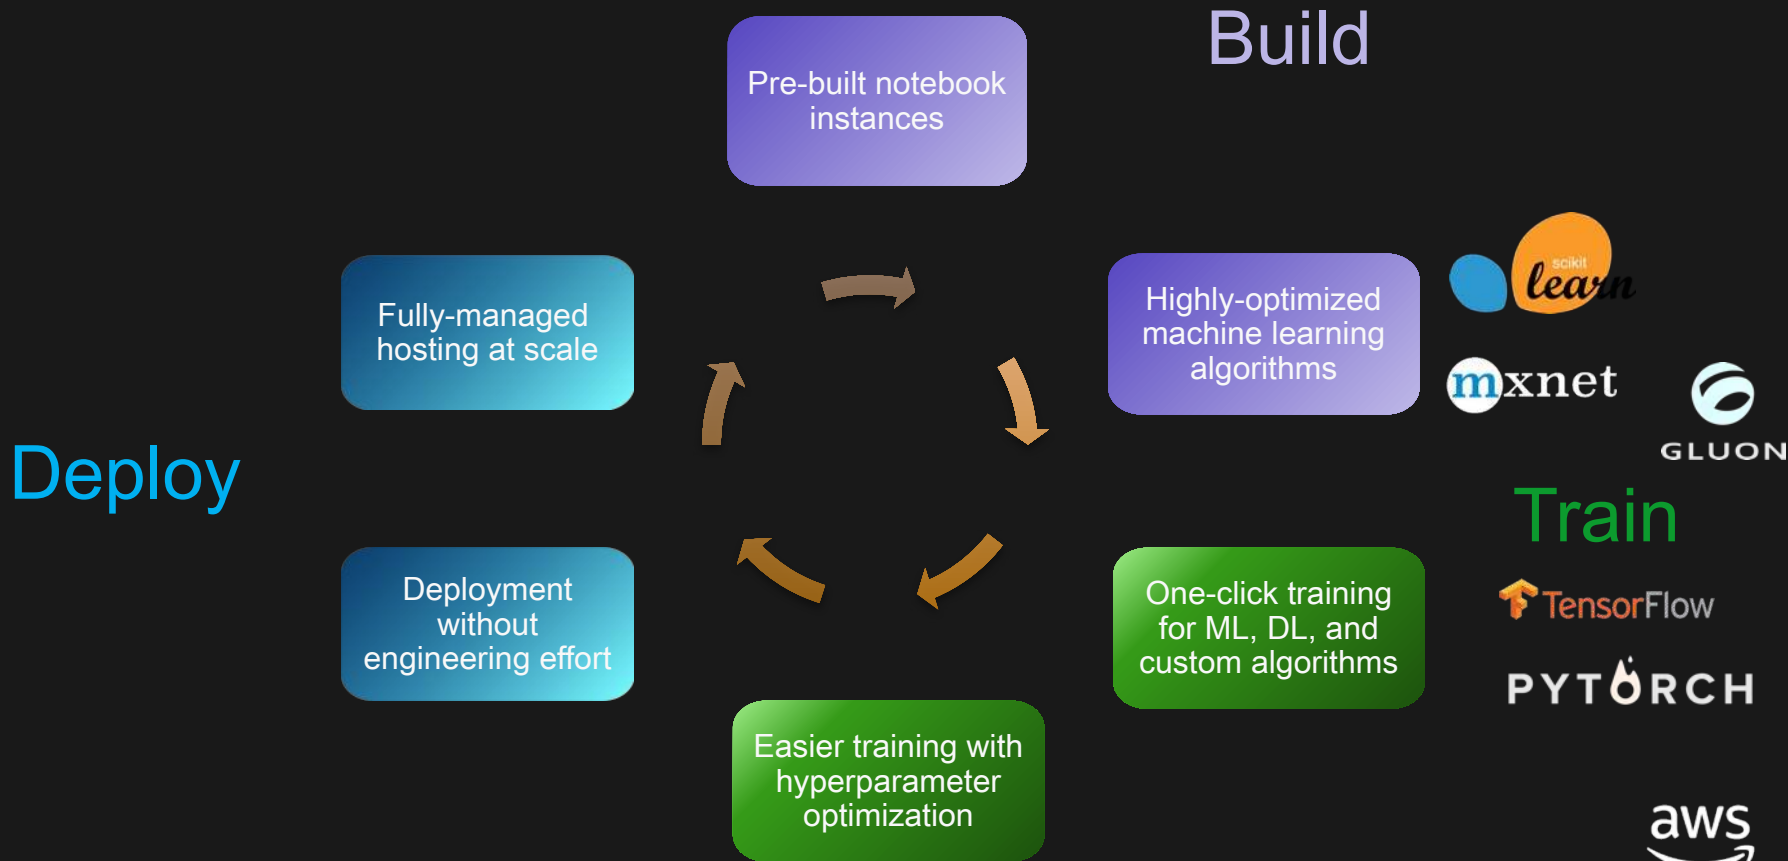 Build
Pre-built notebook
instances
Highly-optimized
machine learning
algorithms
scikit
learn
mxnet
GLUON
Train
One-click training
for ML, DL, and
custom algorithms
TensorFlow
PYTORCH
Easier training with
hyperparameter
optimization
Deploy
Deployment
without
engineering effort
Fully-managed
hosting at scale
aws